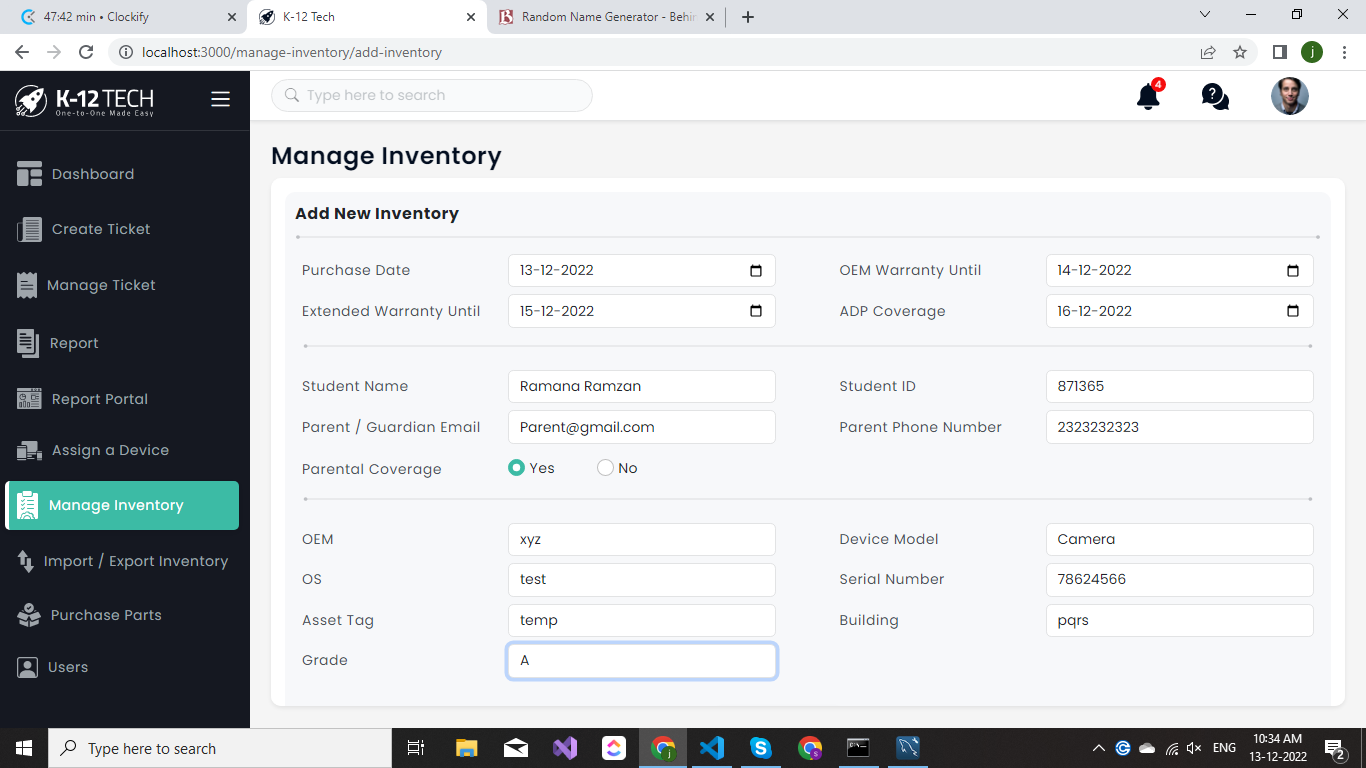 47:42 min • Clockify
K-12 Tech
Random Name Generator - Behi
localhost:3000/manage-inventory/add-inventory
j
K-12 TECH
One-to-One Made Easy
Type here to search
4
Dashboard
Create Ticket
Manage Ticket
Report
Report Portal
Assign a Device
Manage Inventory
Import / Export Inventory
Purchase Parts
Users
Manage Inventory
Add New Inventory
Purchase Date 13-12-2022 OEM Warranty Until 14-12-2022
Extended Warranty Until 15-12-2022 ADP Coverage 16-12-2022
Student Name Ramana Ramzan Student ID 871365
Parent / Guardian Email Parent@gmail.com Parent Phone Number 2323232323
Parental Coverage Yes No
OEM xyz Device Model Camera
OS test Serial Number 78624566
Asset Tag temp Building pqrs
Grade A
Type here to search
ENG
10:34 AM
13-12-2022
2